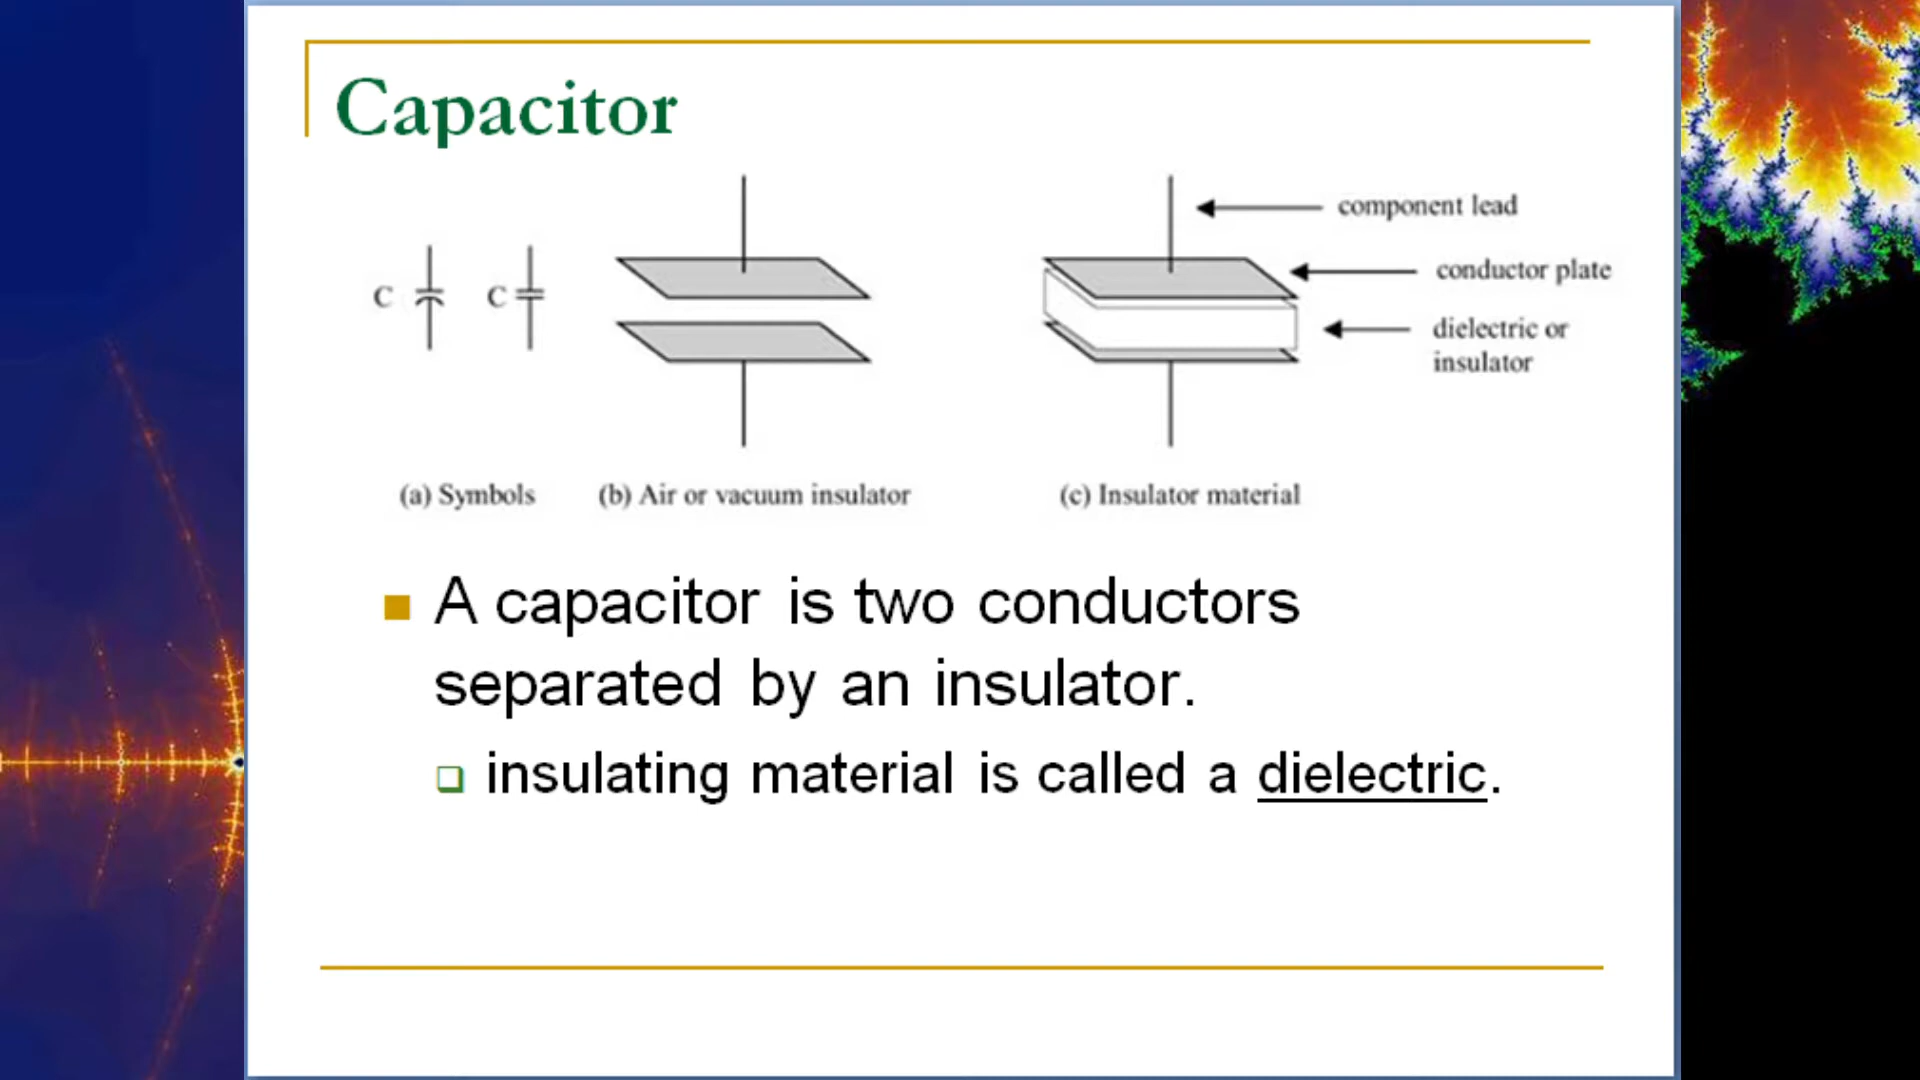 Capacitor
component lead
conductor plate
C C
dielectric or
insulator
(a) Symbols (b) Air or vacuum insulator (c) Insulator material
A capacitor is two conductors
separated by an insulator.
insulating material is called a dielectric.